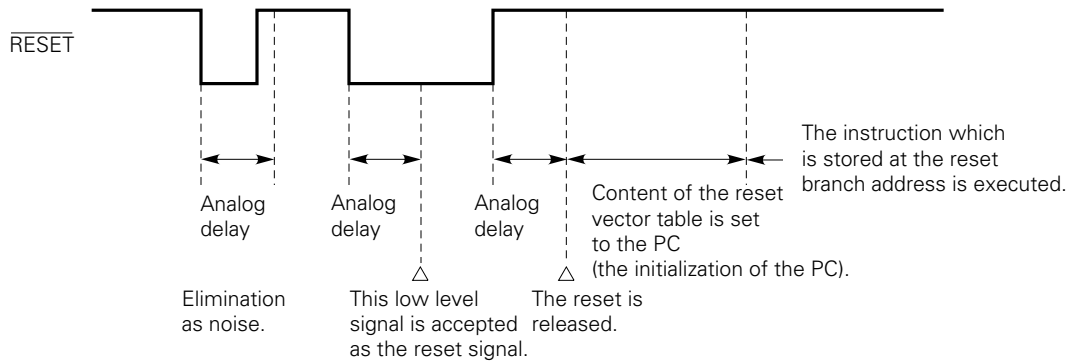 RESET
The instruction which
is stored at the reset
branch address is executed.
Analog
delay
Analog
delay
Analog
delay
Content of the reset
vector table is set
to the PC
(the initialization of the PC).
Elimination
as noise.
This low level
signal is accepted
as the reset signal.
The reset is
released.